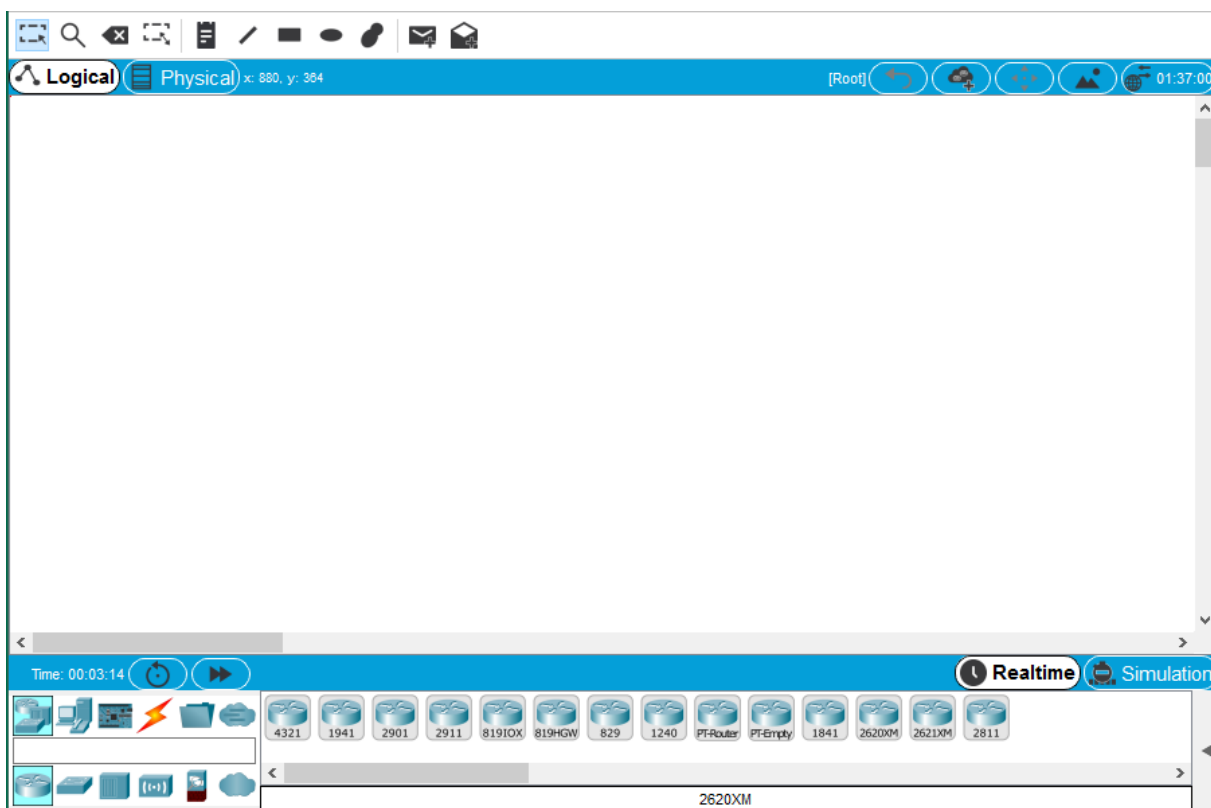 Logical Physical x: 880, y: 364 [Root] 01:37:00
Time: 00:03:14 Realtime Simulation
4321 1941 2901 2911 819IOX 819HGW 829 1240 PT-Router PT-Empty 1841 2620XM 2621XM 2811
2620XM